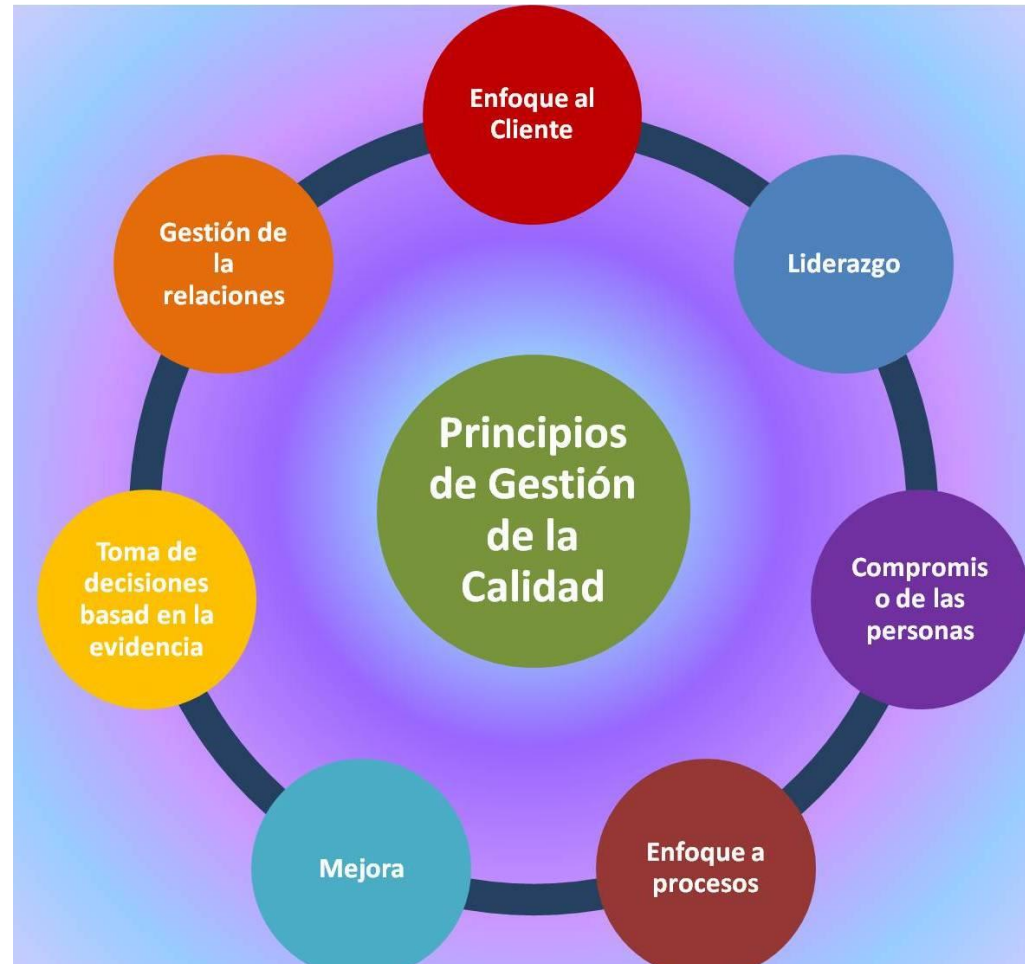 Enfoque al
Cliente
Liderazgo
Compromis
o de las
personas
Enfoque a
procesos
Mejora
Toma de
decisiones
basad en la
evidencia
Gestión de
la
relaciones
Principios
de Gestión
de la
Calidad